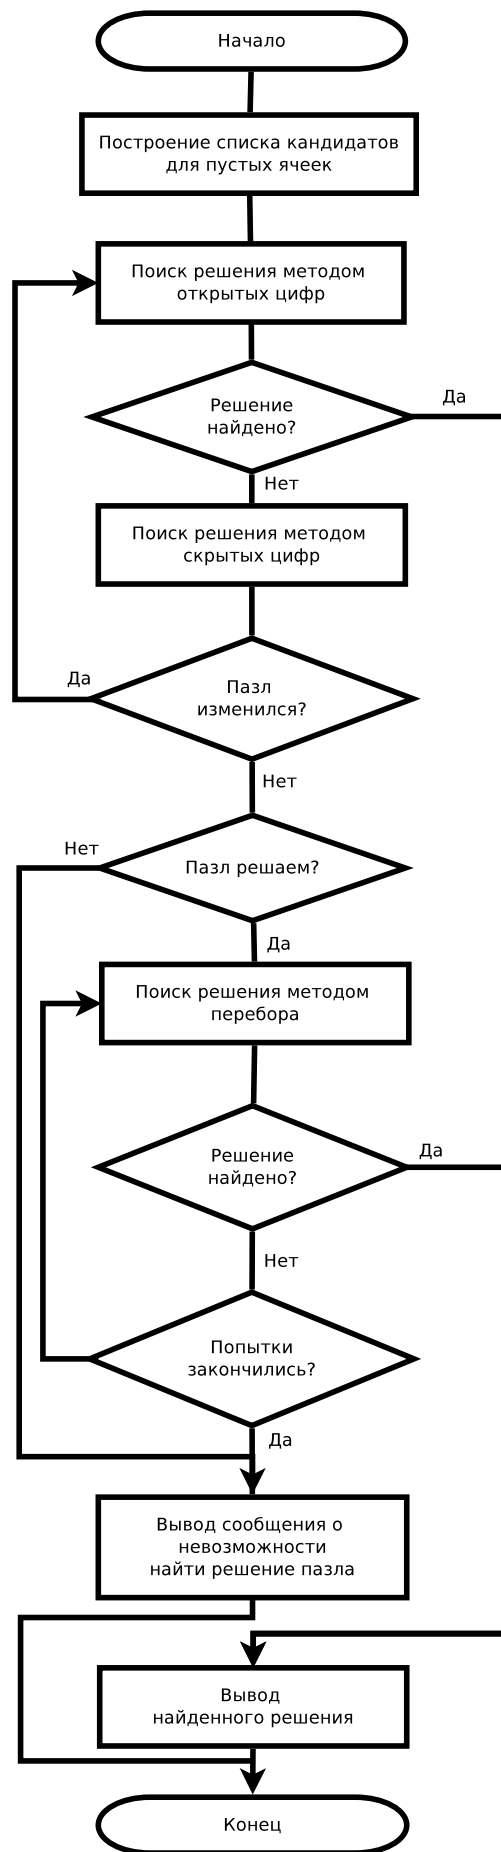 Начало
Построение списка кандидатов
для пустых ячеек
Поиск решения методом
открытых цифр
Решение
найдено?
Да
Нет
Поиск решения методом
скрытых цифр
Пазл
изменился?
Да
Нет
Пазл решаем?
Нет
Да
Поиск решения методом
перебора
Решение
найдено?
Да
Нет
Попытки
закончились?
Да
Вывод сообщения о
невозможности
найти решение пазла
Вывод
найденного решения
Конец